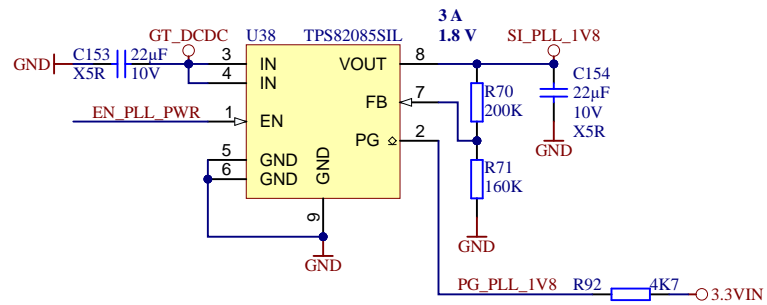 3 A
1.8 V
GT_DCDC
U38
TPS82085SIL
SI_PLL_1V8
C153
22µF
GND
X5R
10V
3
IN
4
IN
VOUT
8
C154
22µF
10V
X5R
GND
R70
200K
FB
7
EN_PLL_PWR
1
EN
PG
2
5
GND
6
GND
GND
9
R71
160K
GND
GND
PG_PLL_1V8
R92
4K7
3.3VIN